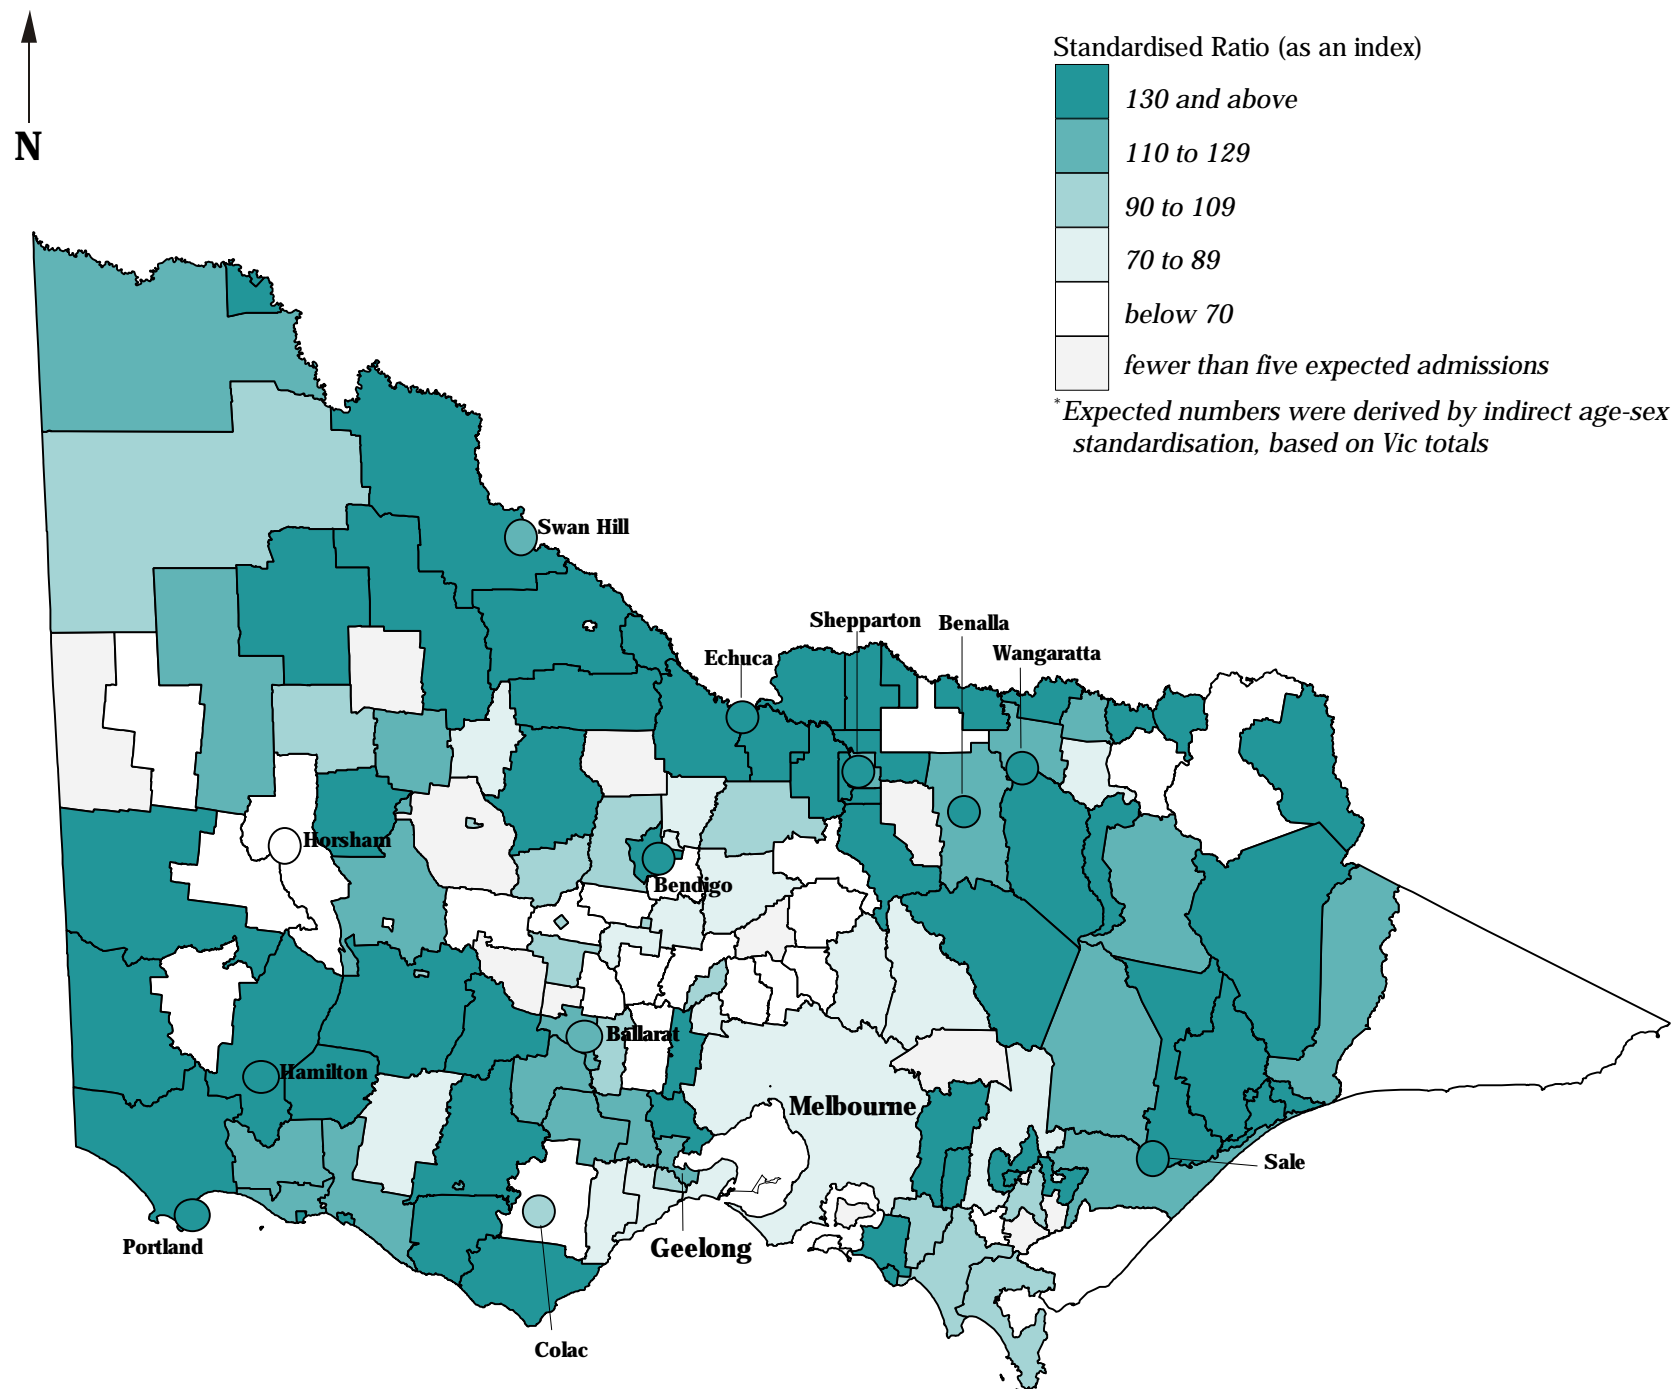 Standardised Ratio (as an index)
130 and above
110 to 129
90 to 109
70 to 89
below 70
fewer than five expected admissions
*Expected numbers were derived by indirect age-sex
standardisation, based on Vic totals
N
Swan Hill
Shepparton
Benalla
Echuca
Wangaratta
Horsham
Bendigo
Ballarat
Hamilton
Melbourne
Sale
Portland
Geelong
Colac